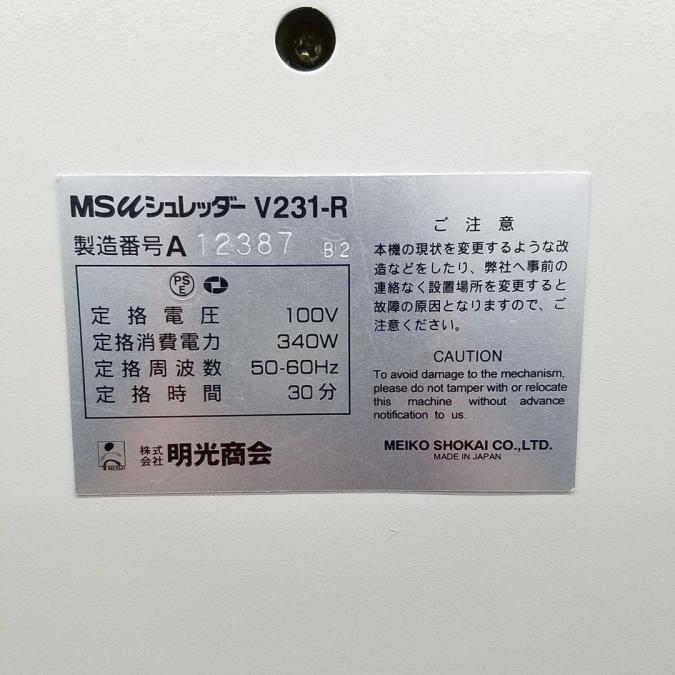 MSuシュレッダー V231-R
製造番号 A 12387 B2
PS
E
定格電圧 100V
定格消費電力 340W
定格周波数 50-60Hz
定格時間 30分
株式
会社 明光商会
ご注意
本機の現状を変更するような改
造などをしたり、弊社へ事前の
連絡なく設置場所を変更すると
故障の原因となりますので、ご
注意ください。
CAUTION
To avoid damage to the mechanism,
please do not tamper with or relocate
this machine without advance
notification to us.
MEIKO SHOKAI CO.,LTD.
MADE IN JAPAN